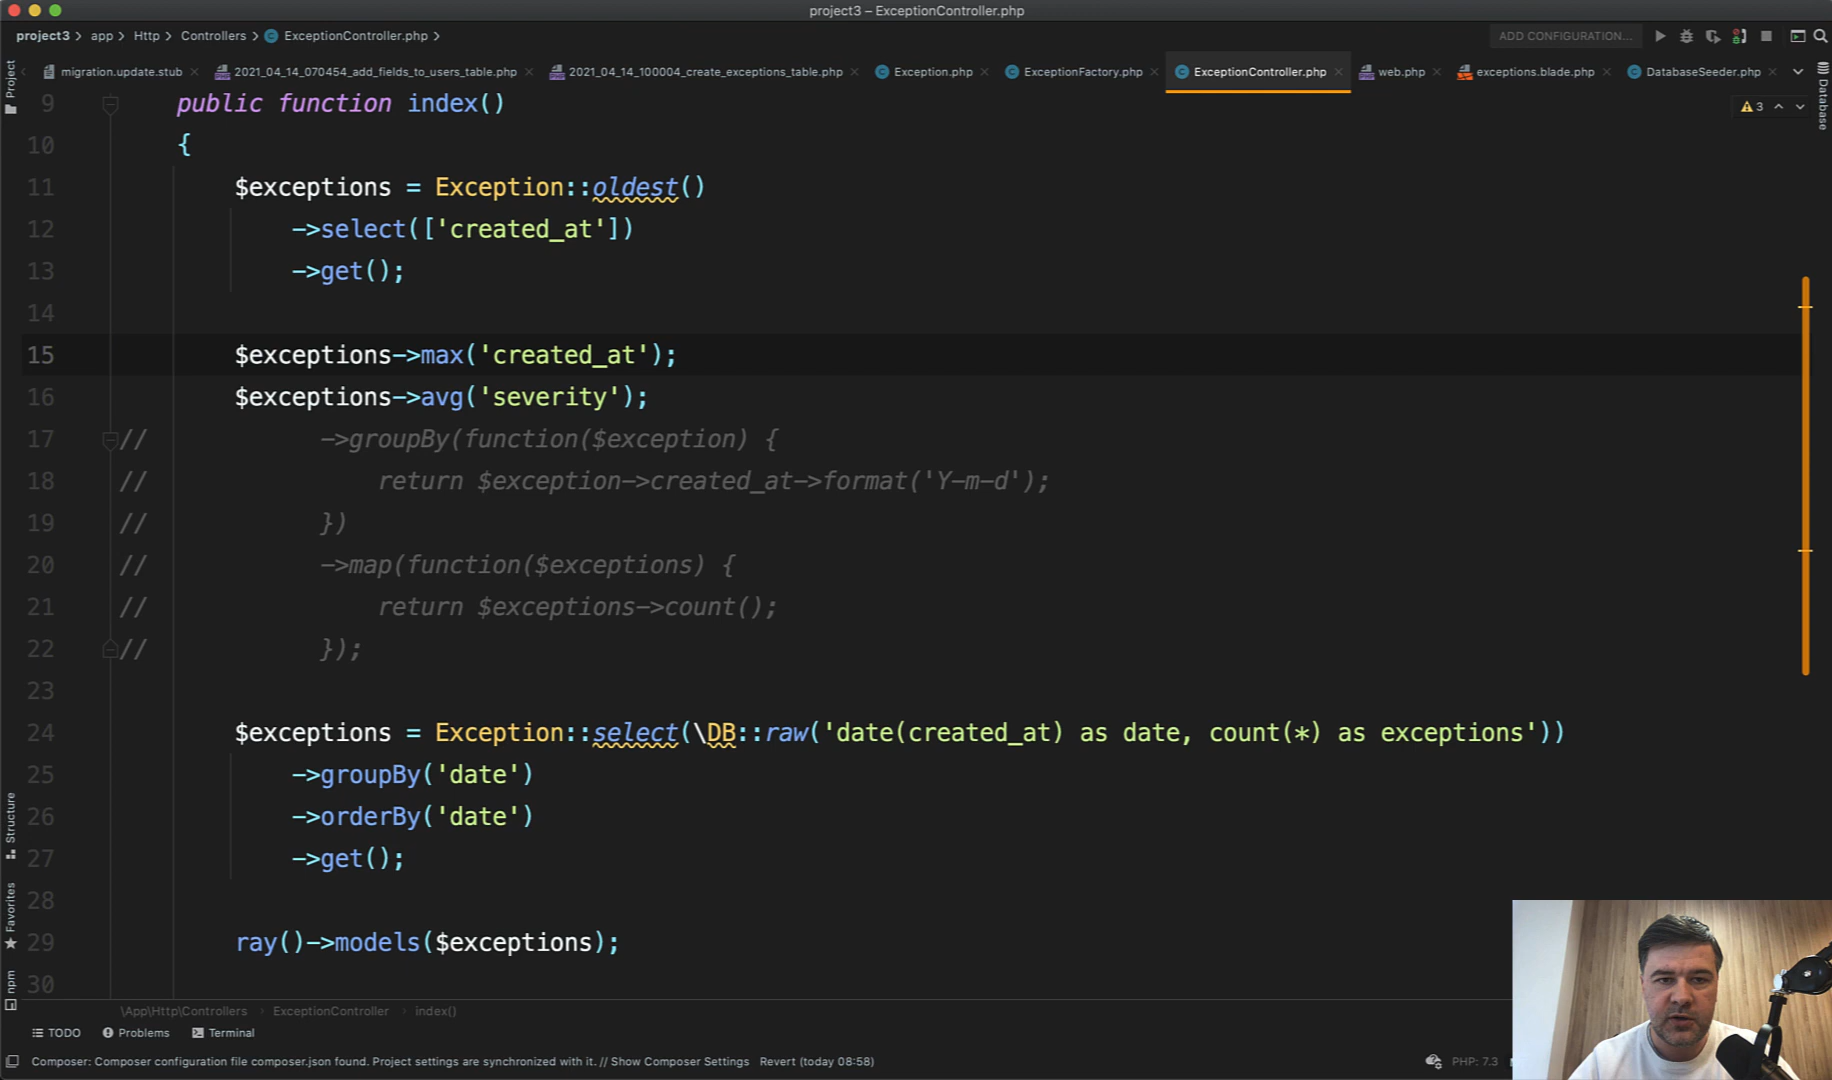 project3 – ExceptionController.php
project3 > app > Http > Controllers > ExceptionController.php >
ADD CONFIGURATION...
Project
migration.update.stub
2021_04_14_070454_add_fields_to_users_table.php
2021_04_14_100004_create_exceptions_table.php
Exception.php
ExceptionFactory.php
ExceptionController.php
web.php
exceptions.blade.php
DatabaseSeeder.php
Database
3
9 public function index()
10 {
11 $exceptions = Exception::oldest()
12 ->select(['created_at'])
13 ->get();
14
15 $exceptions->max('created_at');
16 $exceptions->avg('severity');
17 // ->groupBy(function($exception) {
18 // return $exception->created_at->format('Y-m-d');
19 // })
20 // ->map(function($exceptions) {
21 // return $exceptions->count();
22 // });
23
24 $exceptions = Exception::select(\DB::raw('date(created_at) as date, count(*) as exceptions'))
25 ->groupBy('date')
26 ->orderBy('date')
27 ->get();
28
29 ray()->models($exceptions);
30
Structure
Favorites
npm
\App\Http\Controllers > ExceptionController > index()
TODO
Problems
Terminal
Composer: Composer configuration file composer.json found. Project settings are synchronized with it. // Show Composer Settings Revert (today 08:58)
PHP: 7.3